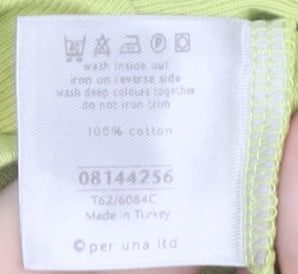 wash inside out
iron on reverse side
wash deep colours together
do not iron trim
100% cotton
08144256
T62/6084C
Made in Turkey
© per una ltd